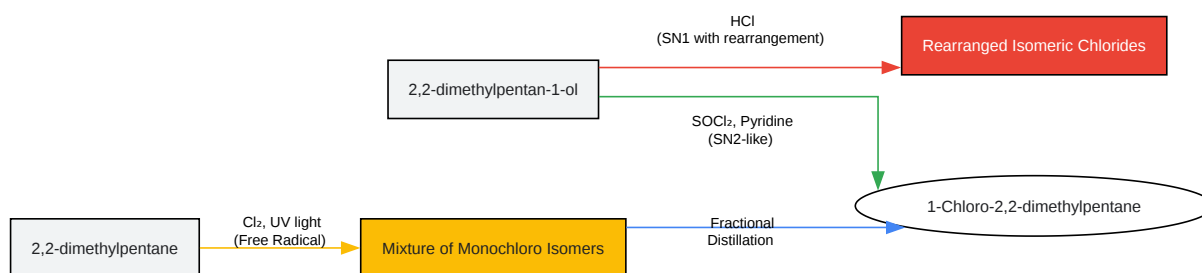 HCl
(SN1 with rearrangement)
Rearranged Isomeric Chlorides
2,2-dimethylpentan-1-ol
SOCl₂, Pyridine
(SN2-like)
1-Chloro-2,2-dimethylpentane
2,2-dimethylpentane
Cl₂, UV light
(Free Radical)
Mixture of Monochloro Isomers
Fractional
Distillation